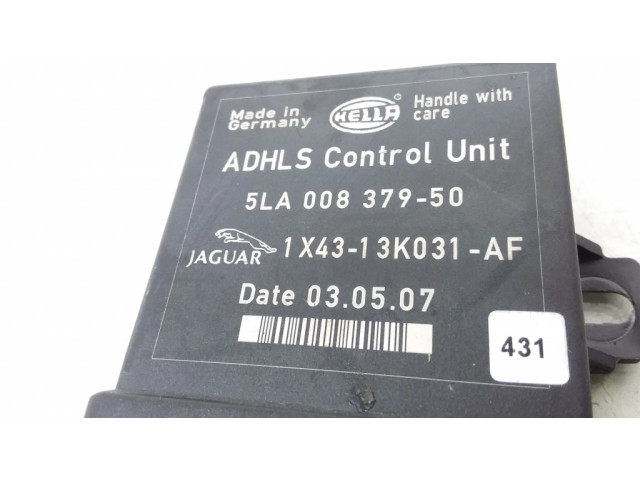 Made in
Germany
HELLA
Handle with
care
ADHLS Control Unit
5LA 008 379-50
JAGUAR
1X43-13K031-AF
Date 03.05.07
431